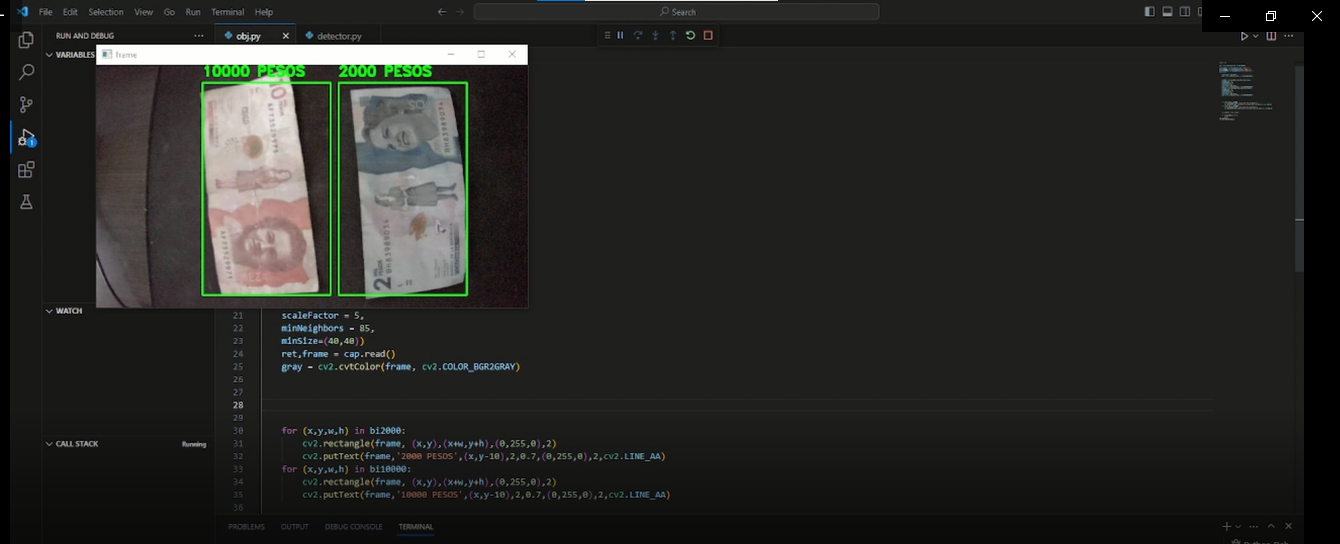 File Edit Selection View Go Run Terminal Help
Search
RUN AND DEBUG
obj.py
detector.py
VARIABLES
frame
10000 PESOS
2000 PESOS
1
10
2
MIL
PESOS
WATCH
CALL STACK
Running
21 scaleFactor = 5,
22 minNeighbors = 85,
23 minSize=(40,40))
24 ret,frame = cap.read()
25 gray = cv2.cvtColor(frame, cv2.COLOR_BGR2GRAY)
26
27
28
29
30 for (x,y,w,h) in bi2000:
31 cv2.rectangle(frame, (x,y),(x+w,y+h),(0,255,0),2)
32 cv2.putText(frame,'2000 PESOS',(x,y-10),2,0.7,(0,255,0),2,cv2.LINE_AA)
33 for (x,y,w,h) in bi10000:
34 cv2.rectangle(frame, (x,y),(x+w,y+h),(0,255,0),2)
35 cv2.putText(frame,'10000 PESOS',(x,y-10),2,0.7,(0,255,0),2,cv2.LINE_AA)
36
PROBLEMS OUTPUT DEBUG CONSOLE TERMINAL